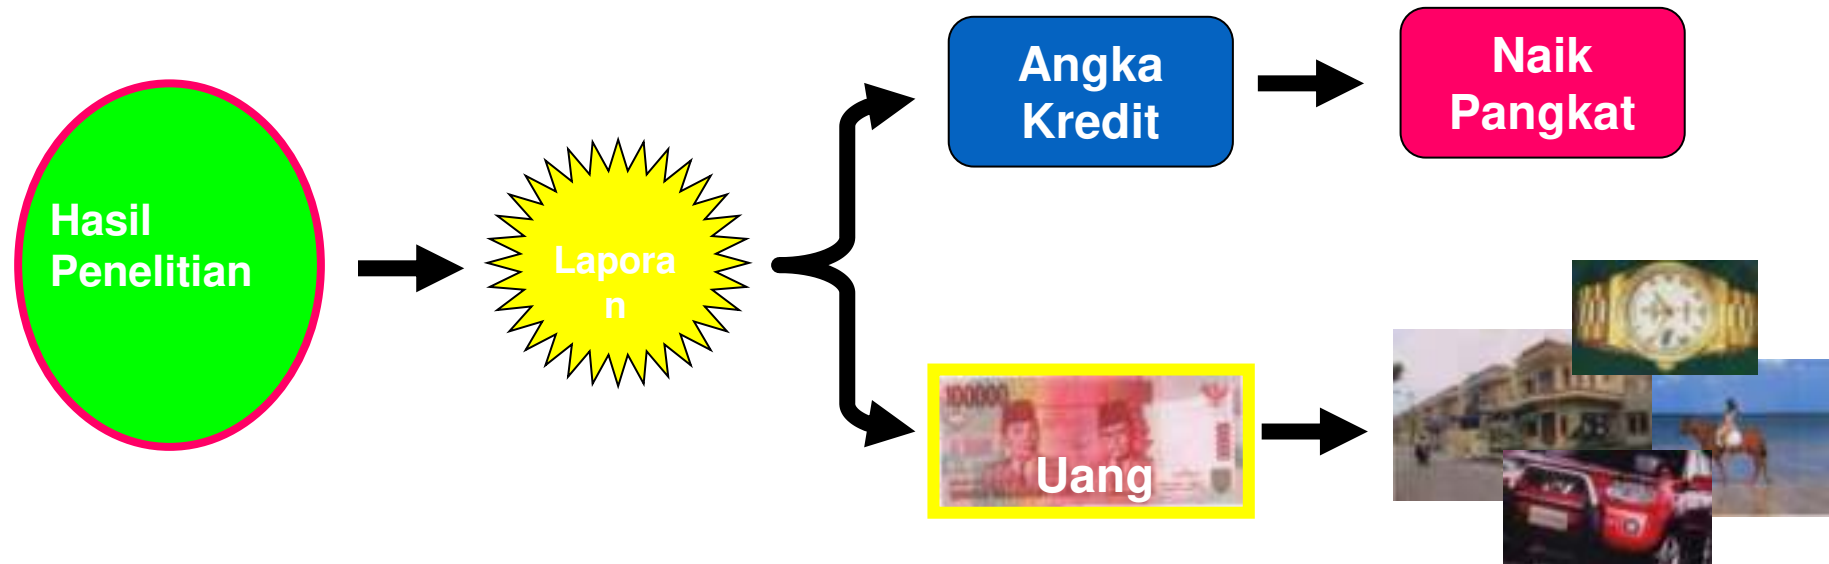 Hasil
Penelitian
Lapora
n
Angka
Kredit
Naik
Pangkat
100000
Uang